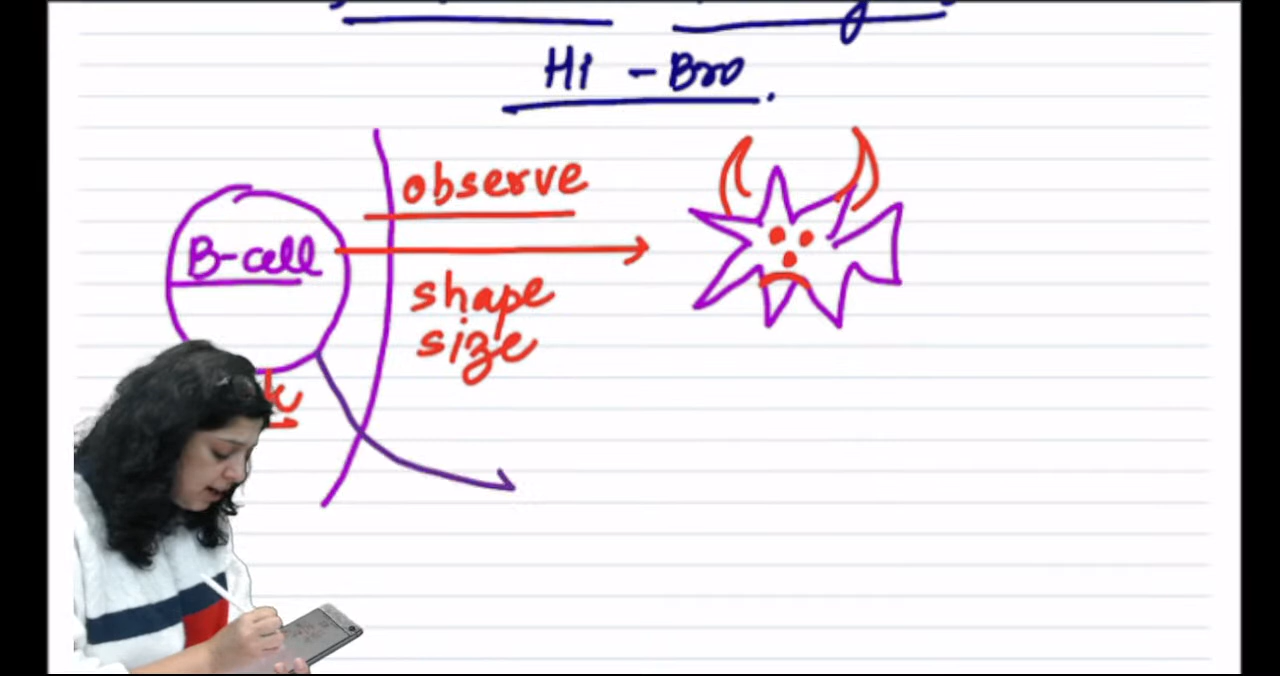 Hi - Bro.
observe
B-cell
shape
size